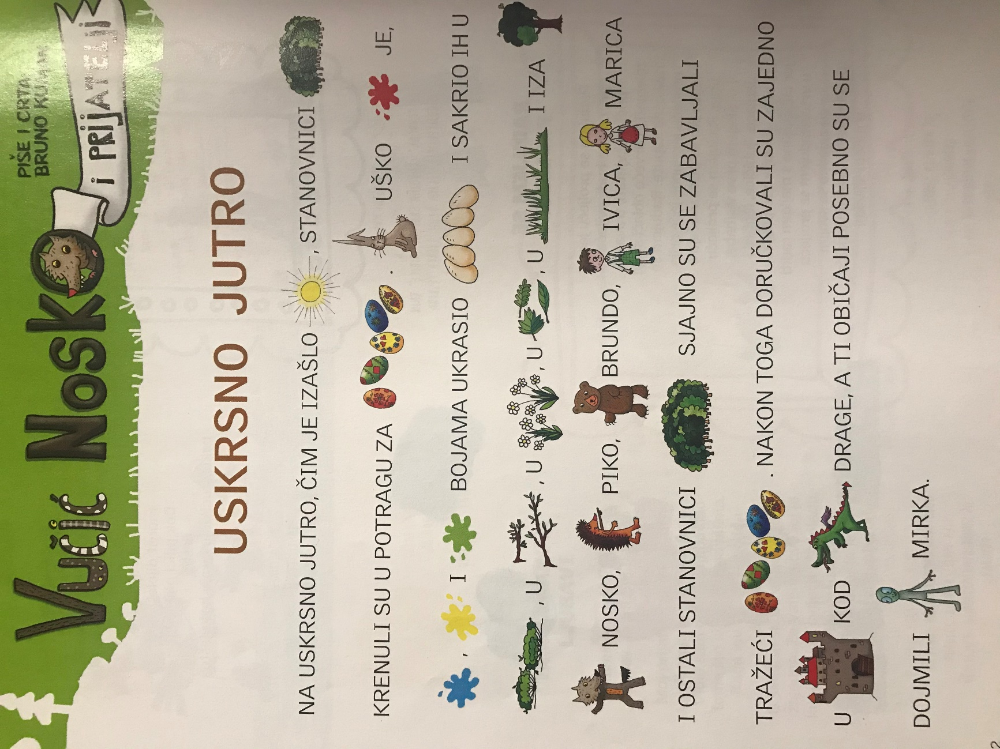 PIŠE I CRTA
BRUNO KUMAN
VUČIĆ NOSKO
i PRIJATELJI
USKRSNO JUTRO
NA USKRSNO JUTRO, ČIM JE IZAŠLO , STANOVNICI
KRENULI SU U POTRAGU ZA . UŠKO JE,
, I BOJAMA UKRASIO I SAKRIO IH U
, U , U , U , U I IZA
NOSKO, PIKO, BRUNDO, IVICA, MARICA
I OSTALI STANOVNICI SJAJNO SU SE ZABAVLJALI
TRAŽEĆI . NAKON TOGA DORUČKOVALI SU ZAJEDNO
U KOD DRAGE, A TI OBIČAJI POSEBNO SU SE
DOJMILI MIRKA.
2